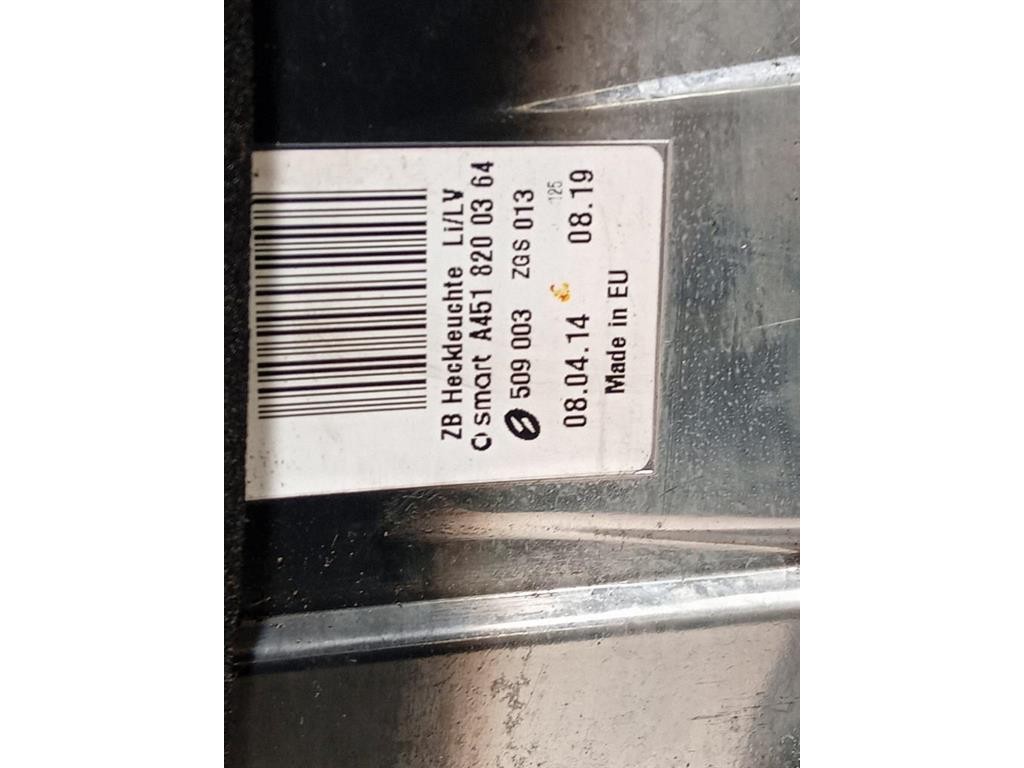 ZB Heckleuchte Li/LV
smart A451 820 03 64
509 003 ZGS 013
125
08.04.14 08.19
Made in EU